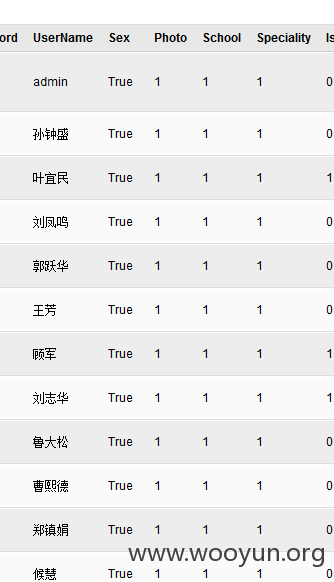 ord UserName Sex Photo School Speciality Is
admin True 1 1 1 0
孙钟盛 True 1 1 1 0
叶宜民 True 1 1 1 1
刘凤鸣 True 1 1 1 0
郭跃华 True 1 1 1 0
王芳 True 1 1 1 0
顾军 True 1 1 1 1
刘志华 True 1 1 1 1
鲁大松 True 1 1 1 0
曹熙德 True 1 1 1 0
郑镇娟 True 1 1 1 0
候慧 True 1 1 1 0
www.wooyun.org